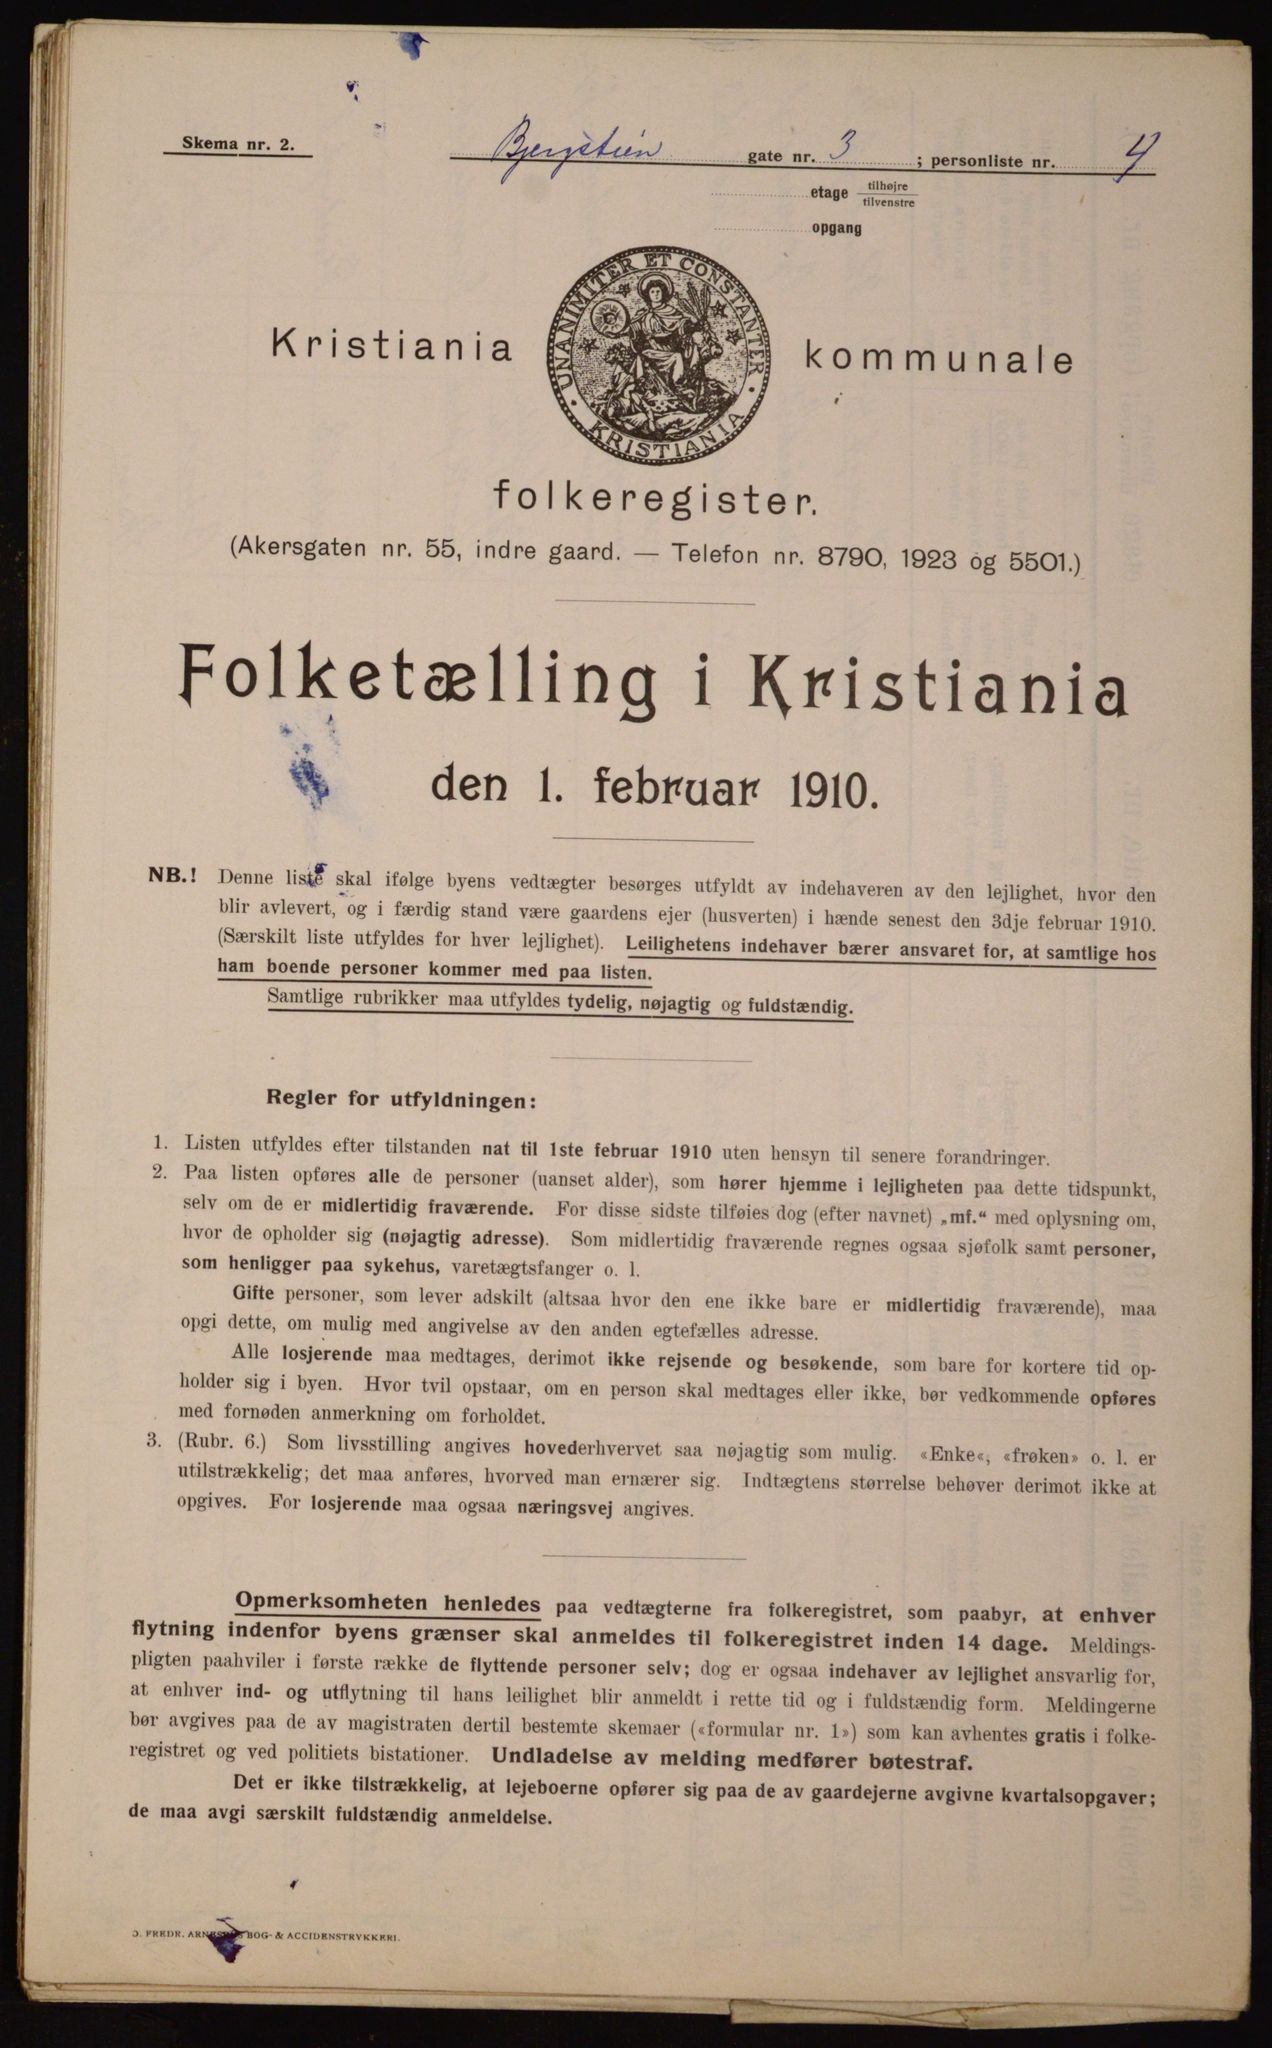 Skema nr. 2.
Bjergstien gate nr. 3 ; personliste nr. 4
etage tilhøjre
tilvenstre
opgang
UNANIMITER ET CONSTANTER
KRISTIANIA
Kristiania kommunale
folkeregister.
(Akersgaten nr. 55, indre gaard. — Telefon nr. 8790, 1923 og 5501.)
Folketælling i Kristiania
den 1. februar 1910.
NB.! Denne liste skal ifølge byens vedtægter besørges utfyldt av indehaveren av den lejlighet, hvor den
blir avlevert, og i færdig stand være gaardens ejer (husverten) i hænde senest den 3dje februar 1910.
(Særskilt liste utfyldes for hver lejlighet). Leilighetens indehaver bærer ansvaret for, at samtlige hos
ham boende personer kommer med paa listen.
Samtlige rubrikker maa utfyldes tydelig, nøjagtig og fuldstændig.
Regler for utfyldningen:
1. Listen utfyldes efter tilstanden nat til 1ste februar 1910 uten hensyn til senere forandringer.
2. Paa listen opføres alle de personer (uanset alder), som hører hjemme i lejligheten paa dette tidspunkt,
selv om de er midlertidig fraværende. For disse sidste tilføies dog (efter navnet) „mf.“ med oplysning om,
hvor de opholder sig (nøjagtig adresse). Som midlertidig fraværende regnes ogsaa sjøfolk samt personer,
som henligger paa sykehus, varetægtsfanger o. l.
Gifte personer, som lever adskilt (altsaa hvor den ene ikke bare er midlertidig fraværende), maa
opgi dette, om mulig med angivelse av den anden egtefælles adresse.
Alle losjerende maa medtages, derimot ikke rejsende og besøkende, som bare for kortere tid op-
holder sig i byen. Hvor tvil opstaar, om en person skal medtages eller ikke, bør vedkommende opføres
med fornøden anmerkning om forholdet.
3. (Rubr. 6.) Som livsstilling angives hovederhvervet saa nøjagtig som mulig. «Enke«, «frøken» o. l. er
utilstrækkelig; det maa anføres, hvorved man ernærer sig. Indtægtens størrelse behøver derimot ikke at
opgives. For losjerende maa ogsaa næringsvej angives.
Opmerksomheten henledes paa vedtægterne fra folkeregistret, som paabyr, at enhver
flytning indenfor byens grænser skal anmeldes til folkeregistret inden 14 dage. Meldings-
pligten paahviler i første række de flyttende personer selv; dog er ogsaa indehaver av lejlighet ansvarlig for,
at enhver ind- og utflytning til hans leilighet blir anmeldt i rette tid og i fuldstændig form. Meldingerne
bør avgives paa de av magistraten dertil bestemte skemaer («formular nr. 1») som kan avhentes gratis i folke-
registret og ved politiets bistationer. Undladelse av melding medfører bøtestraf.
Det er ikke tilstrækkelig, at lejeboerne opfører sig paa de av gaardejerne avgivne kvartalsopgaver;
de maa avgi særskilt fuldstændig anmeldelse.
O. FREDR. ARNESENS BOG- & ACCIDENSTRYKKERI.